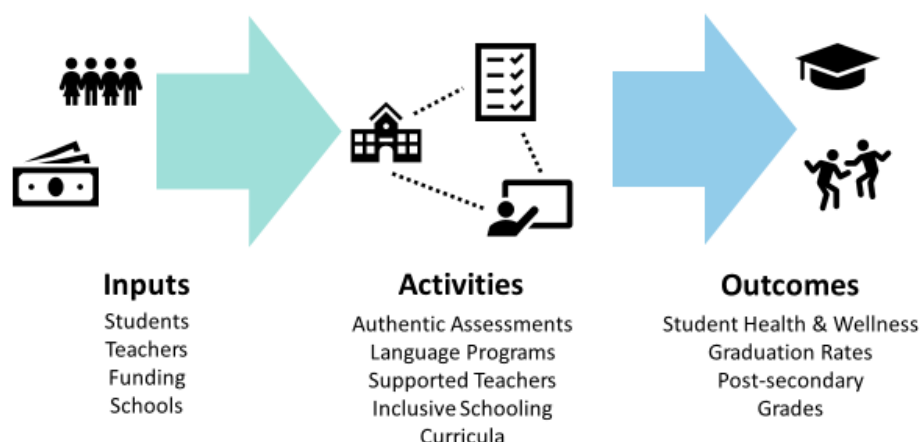 Inputs
Students
Teachers
Funding
Schools
Activities
Authentic Assessments
Language Programs
Supported Teachers
Inclusive Schooling
Curricula
Outcomes
Student Health & Wellness
Graduation Rates
Post-secondary
Grades